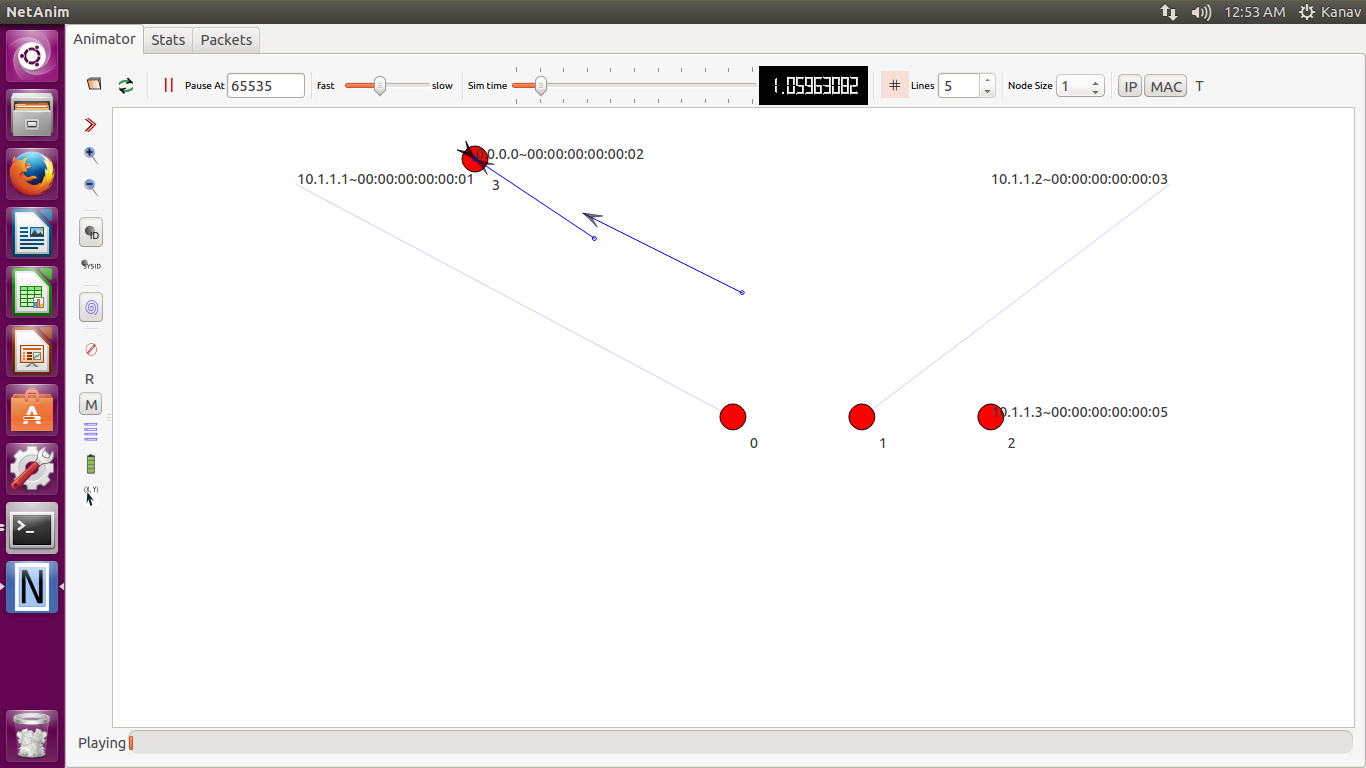 NetAnim
12:53 AM
Kanav
Animator
Stats
Packets
Pause At
65535
fast
slow
Sim time
1.05963082
#
Lines
5
Node Size
1
IP
MAC
T
ID
SYSID
R
M
(X, Y)
0.0.0.0~00:00:00:00:00:02
10.1.1.1~00:00:00:00:00:01
3
10.1.1.2~00:00:00:00:00:03
10.1.1.3~00:00:00:00:00:05
0
1
2
A
>_
N
Playing